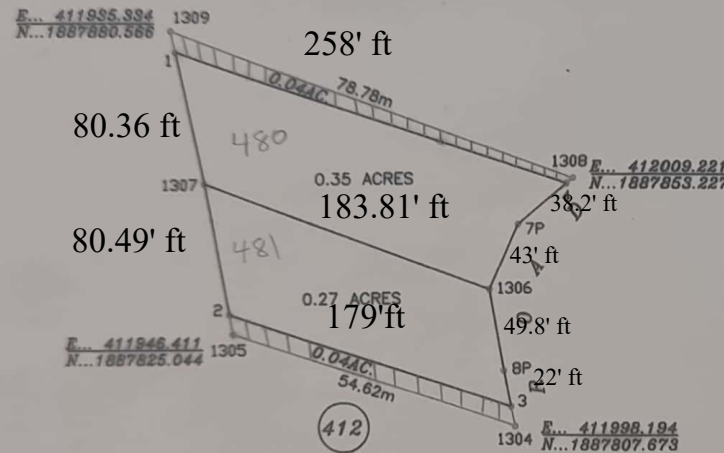 1309
E... 411935.334
N...1887880.566
258' ft
1
0.04AC.
78.78m
80.36 ft
480
1308
E... 412009.221
N...1887853.227
0.35 ACRES
38.2' ft
1307
183.81' ft
7P
43' ft
80.49' ft
481
1306
0.27 ACRES
179'ft
49.8' ft
2
8P
22' ft
E... 411946.411
N...1887825.044
1305
0.04AC.
54.62m
3
412
1304
E... 411998.194
N...1887807.673
R O A D